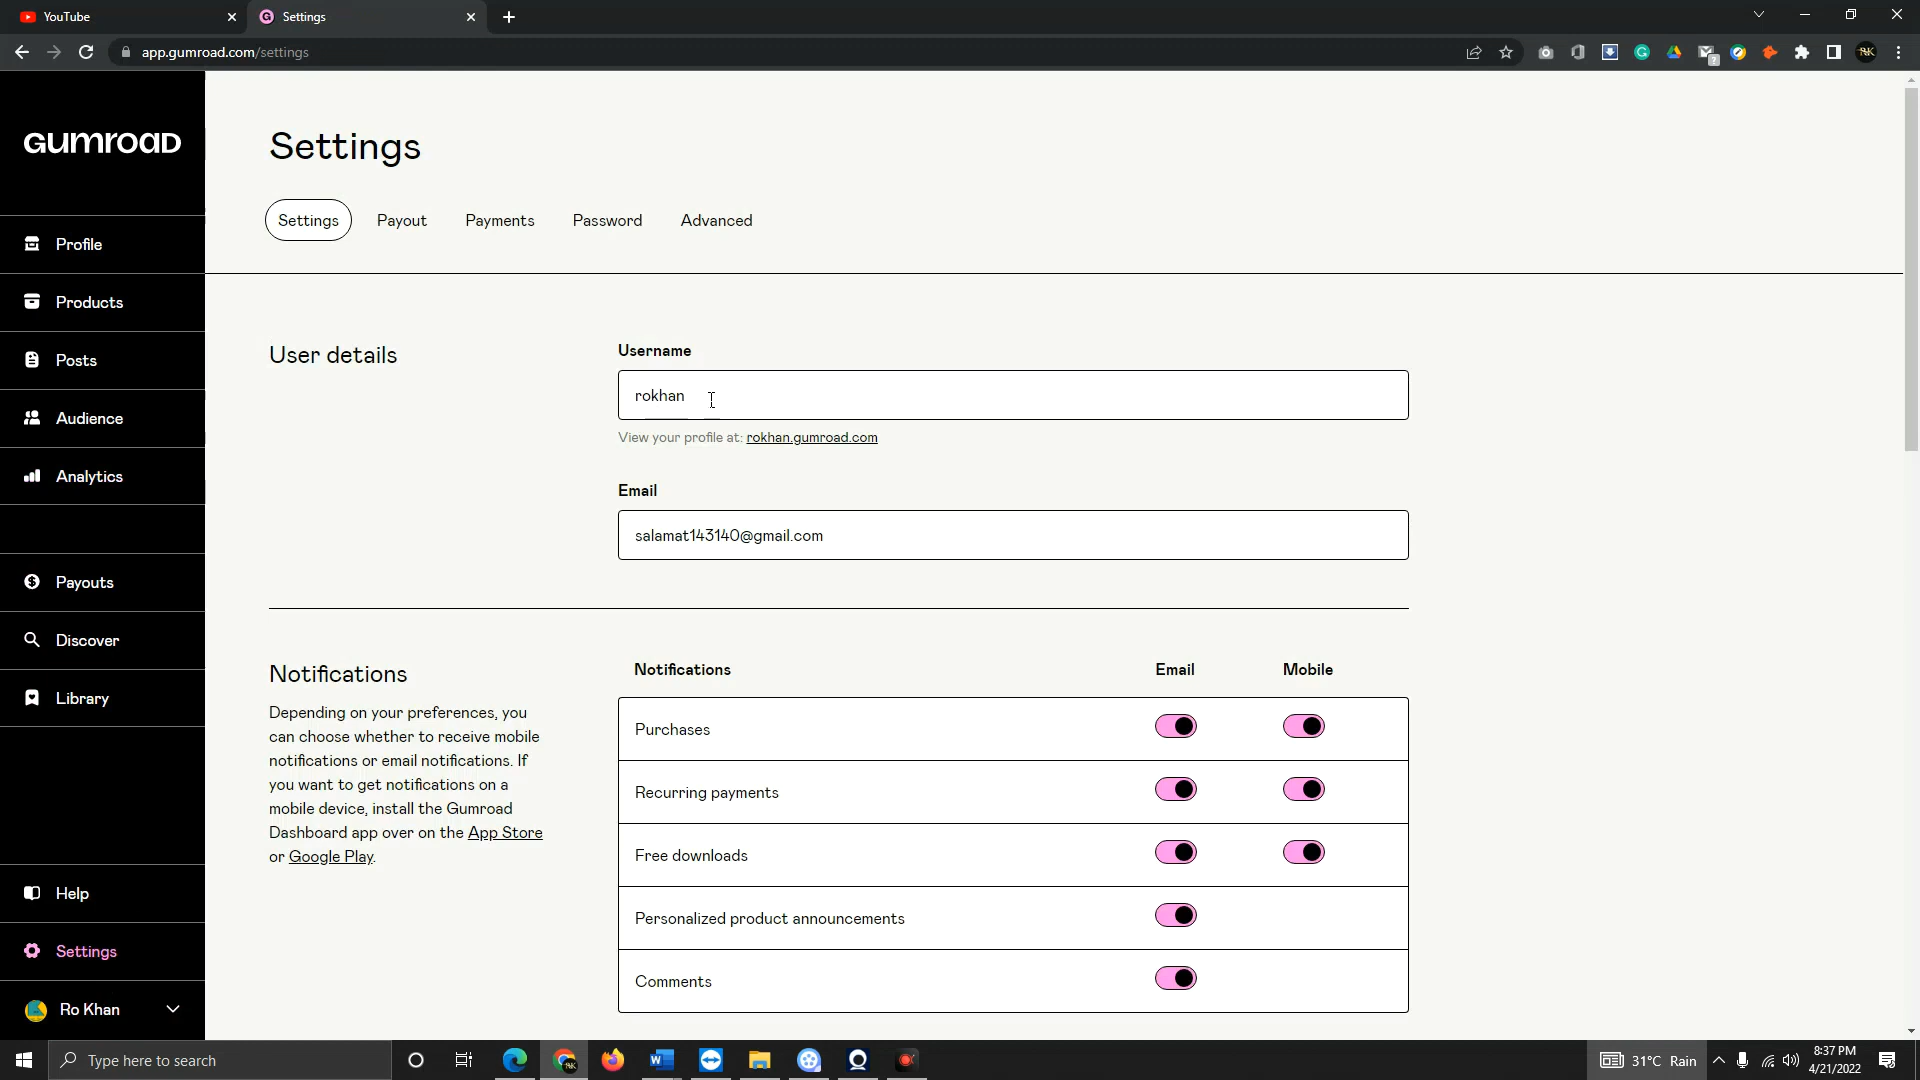 YouTube
Settings
app.gumroad.com/settings
GUMROAD
Profile
Products
Posts
Audience
Analytics
Payouts
Discover
Library
Help
Settings
Ro Khan
Settings
Settings Payout Payments Password Advanced
User details
Username
rokhan
View your profile at: rokhan.gumroad.com
Email
salamat143140@gmail.com
Notifications
Depending on your preferences, you
can choose whether to receive mobile
notifications or email notifications. If
you want to get notifications on a
mobile device, install the Gumroad
Dashboard app over on the App Store
or Google Play.
Notifications Email Mobile
Purchases
Recurring payments
Free downloads
Personalized product announcements
Comments
Type here to search
31°C Rain
8:37 PM
4/21/2022